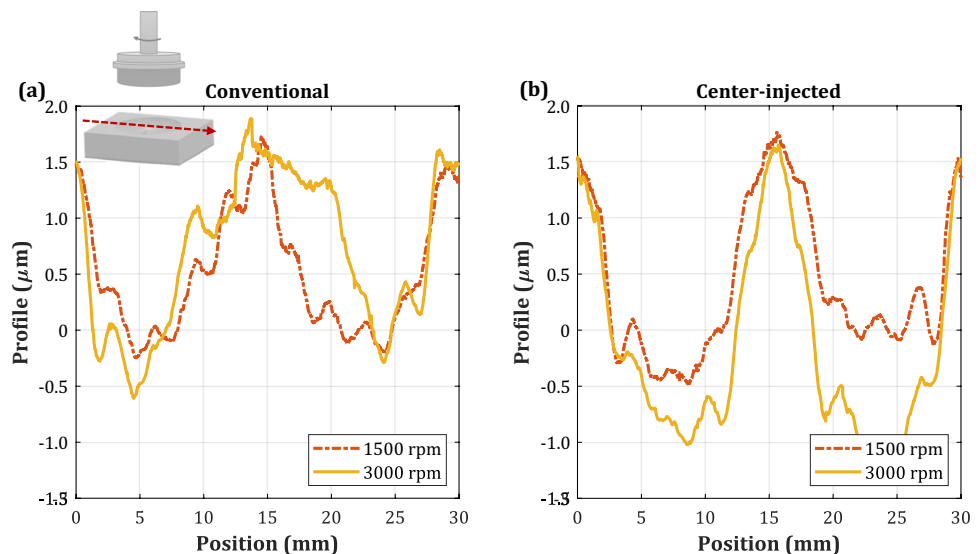 (a)
Conventional
2.0
1.5
1.0
0.5
0
-0.5
-1.0
Profile (μm)
1500 rpm
3000 rpm
0
5
10
15
20
25
30
Position (mm)
(b)
Center-injected
2.0
1.5
1.0
0.5
0
-0.5
-1.0
Profile (μm)
1500 rpm
3000 rpm
0
5
10
15
20
25
30
Position (mm)